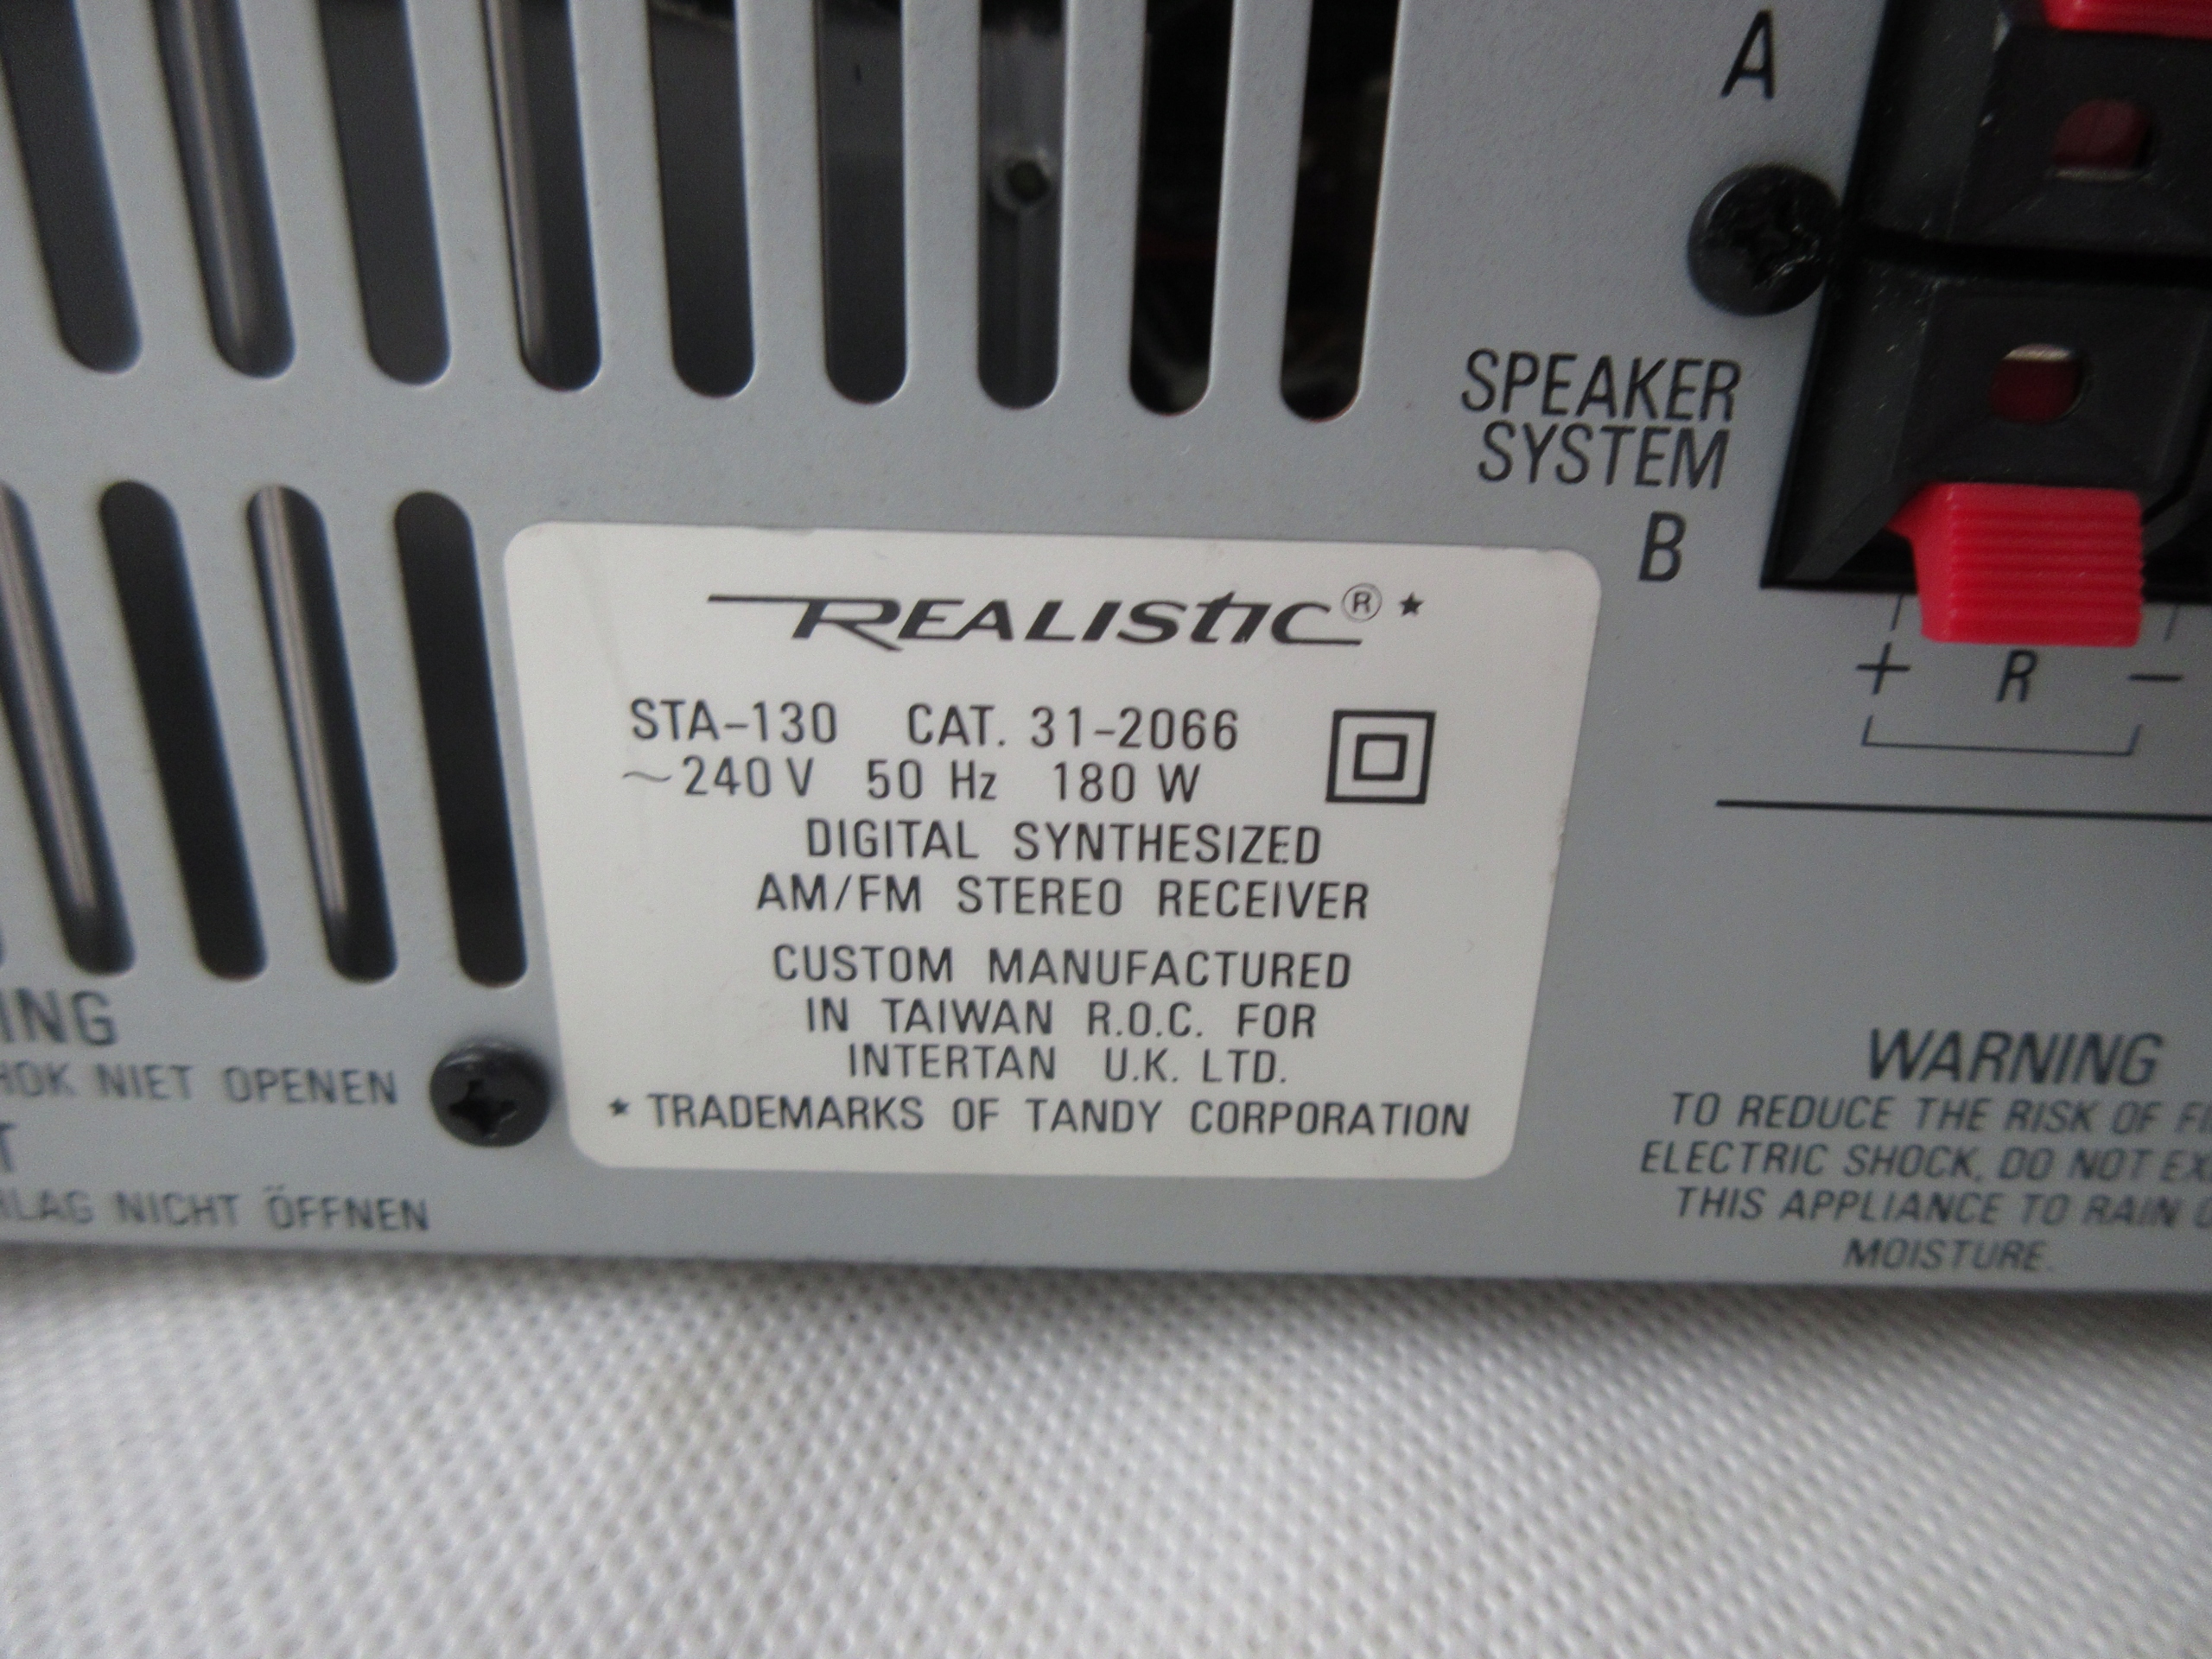 A
SPEAKER
SYSTEM
B
+ R −
REALISTIC® ★
STA-130 CAT. 31-2066
~240 V 50 Hz 180 W
DIGITAL SYNTHESIZED
AM/FM STEREO RECEIVER
CUSTOM MANUFACTURED
IN TAIWAN R.O.C. FOR
INTERTAN U.K. LTD.
★ TRADEMARKS OF TANDY CORPORATION
NIET OPENEN
NICHT ÖFFNEN
WARNING
TO REDUCE THE RISK OF
ELECTRIC SHOCK, DO NOT
THIS APPLIANCE TO RAIN
MOISTURE.